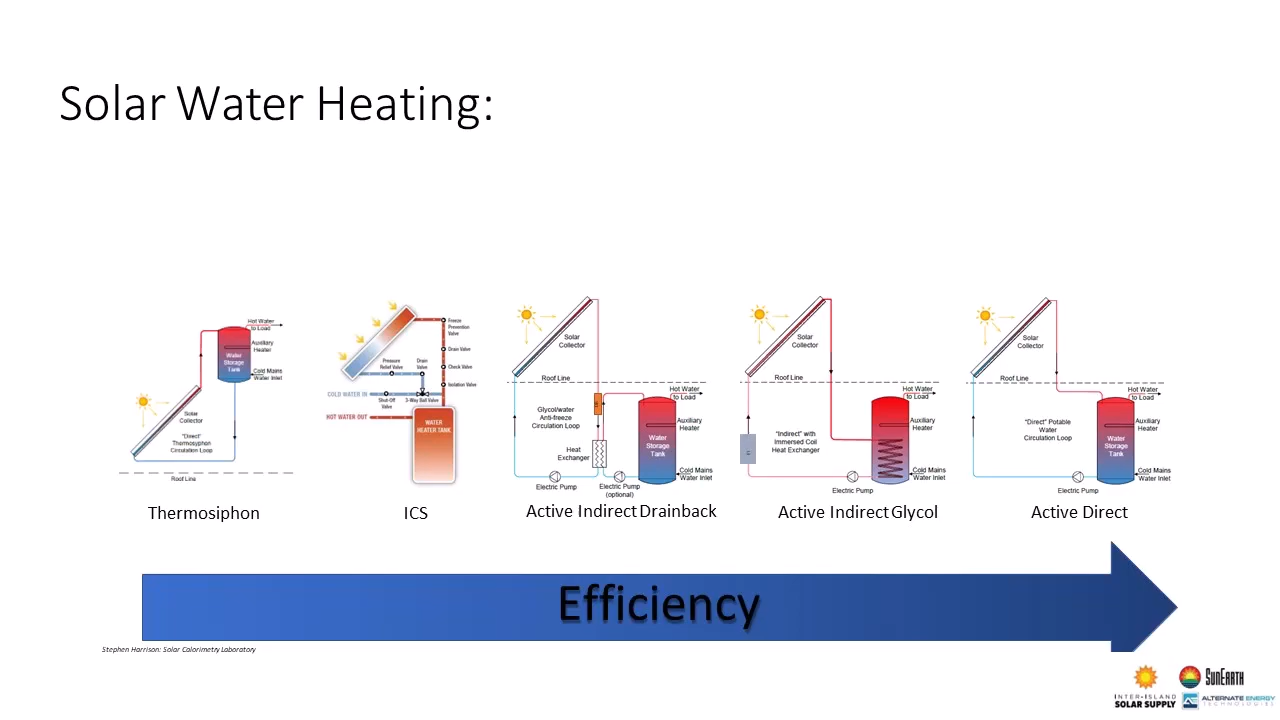 Solar Water Heating:
Hot Water
to Load
Auxiliary
Heater
Water
Storage
Tank
Cold Mains
Water Inlet
Solar
Collector
"Direct"
Thermosyphon
Circulation Loop
Roof Line
Freeze
Prevention
Valve
Drain Valve
Check Valve
Isolation Valve
Pressure
Relief Valve
Drain
Valve
COLD WATER IN
Shut-Off
Valve
3-Way Ball Valve
HOT WATER OUT
WATER
HEATER TANK
Solar
Collector
Roof Line
Glycol/water
Anti-freeze
Circulation Loop
Heat
Exchanger
Electric Pump
Electric Pump
(optional)
Hot Water
to Load
Auxiliary
Heater
Water
Storage
Tank
Cold Mains
Water Inlet
Solar
Collector
Roof Line
"Indirect" with
Immersed Coil
Heat Exchanger
Electric Pump
Hot Water
to Load
Auxiliary
Heater
Cold Mains
Water Inlet
Solar
Collector
Roof Line
"Direct" Potable
Water
Circulation Loop
Electric Pump
Hot Water
to Load
Auxiliary
Heater
Water
Storage
Tank
Cold Mains
Water Inlet
Thermosiphon
ICS
Active Indirect Drainback
Active Indirect Glycol
Active Direct
Efficiency
Stephen Harrison: Solar Calorimetry Laboratory
INTER-ISLAND
SOLAR SUPPLY
SUNEARTH
ALTERNATE ENERGY
TECHNOLOGIES